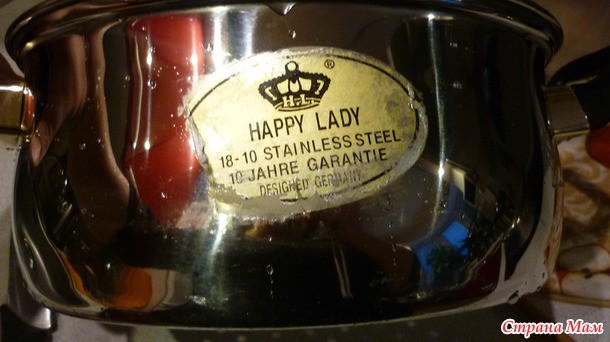 ®
H-L
HAPPY LADY
18-10 STAINLESS STEEL
10 JAHRE GARANTIE
DESIGNED GERMANY
Страна Мам